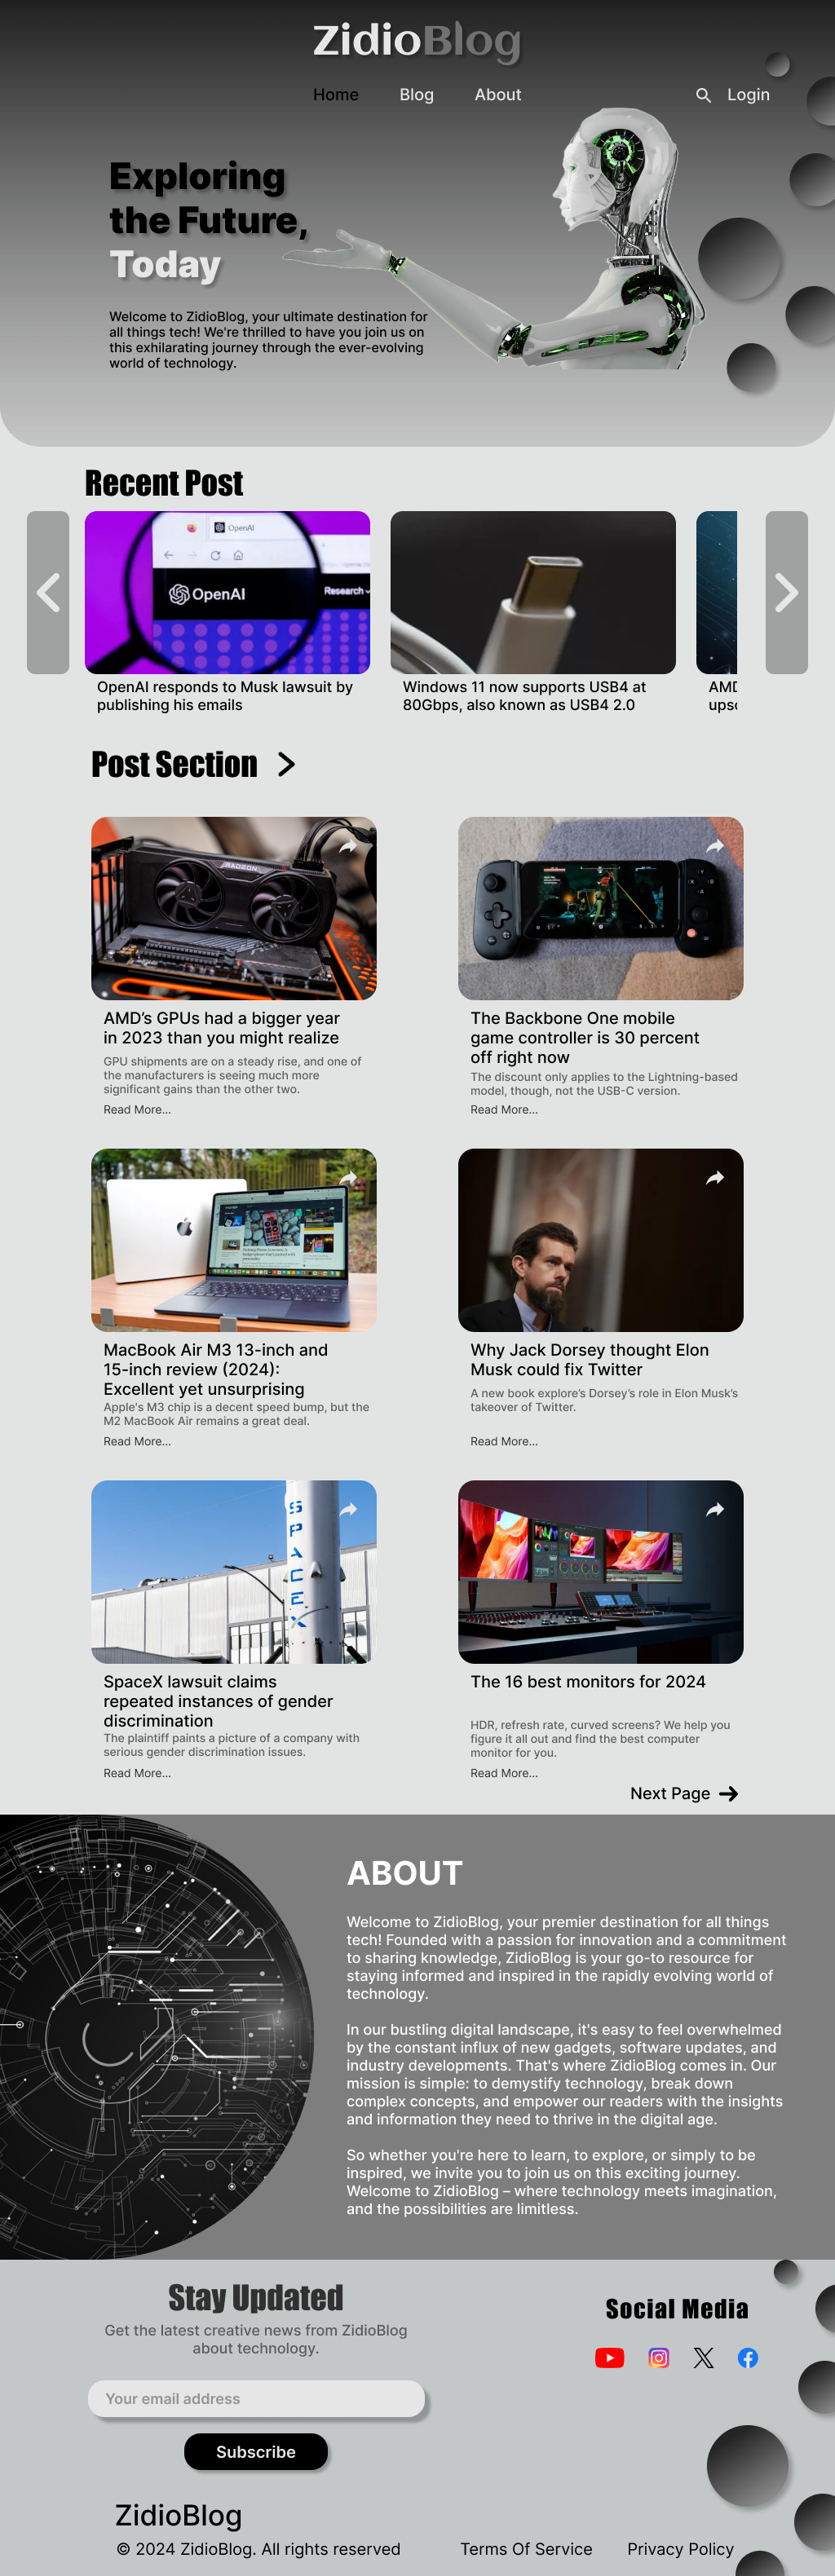 ZidioBlog
Home Blog About Login
Exploring
the Future,
Today
Welcome to ZidioBlog, your ultimate destination for
all things tech! We're thrilled to have you join us on
this exhilarating journey through the ever-evolving
world of technology.
Recent Post
OpenAI
OpenAI
Research
OpenAI responds to Musk lawsuit by
publishing his emails
Windows 11 now supports USB4 at
80Gbps, also known as USB4 2.0
AMD
upsc
Post Section
RADEON
AMD’s GPUs had a bigger year
in 2023 than you might realize
GPU shipments are on a steady rise, and one of
the manufacturers is seeing much more
significant gains than the other two.
Read More...
The Backbone One mobile
game controller is 30 percent
off right now
The discount only applies to the Lightning-based
model, though, not the USB-C version.
Read More...
MacBook Air M3 13-inch and
15-inch review (2024):
Excellent yet unsurprising
Apple's M3 chip is a decent speed bump, but the
M2 MacBook Air remains a great deal.
Read More...
Why Jack Dorsey thought Elon
Musk could fix Twitter
A new book explore’s Dorsey’s role in Elon Musk’s
takeover of Twitter.
Read More...
SPACEX
SpaceX lawsuit claims
repeated instances of gender
discrimination
The plaintiff paints a picture of a company with
serious gender discrimination issues.
Read More...
The 16 best monitors for 2024
HDR, refresh rate, curved screens? We help you
figure it all out and find the best computer
monitor for you.
Read More...
Next Page
ABOUT
Welcome to ZidioBlog, your premier destination for all things
tech! Founded with a passion for innovation and a commitment
to sharing knowledge, ZidioBlog is your go-to resource for
staying informed and inspired in the rapidly evolving world of
technology.
In our bustling digital landscape, it's easy to feel overwhelmed
by the constant influx of new gadgets, software updates, and
industry developments. That's where ZidioBlog comes in. Our
mission is simple: to demystify technology, break down
complex concepts, and empower our readers with the insights
and information they need to thrive in the digital age.
So whether you're here to learn, to explore, or simply to be
inspired, we invite you to join us on this exciting journey.
Welcome to ZidioBlog – where technology meets imagination,
and the possibilities are limitless.
Stay Updated
Get the latest creative news from ZidioBlog
about technology.
Your email address
Subscribe
Social Media
ZidioBlog
© 2024 ZidioBlog. All rights reserved
Terms Of Service
Privacy Policy